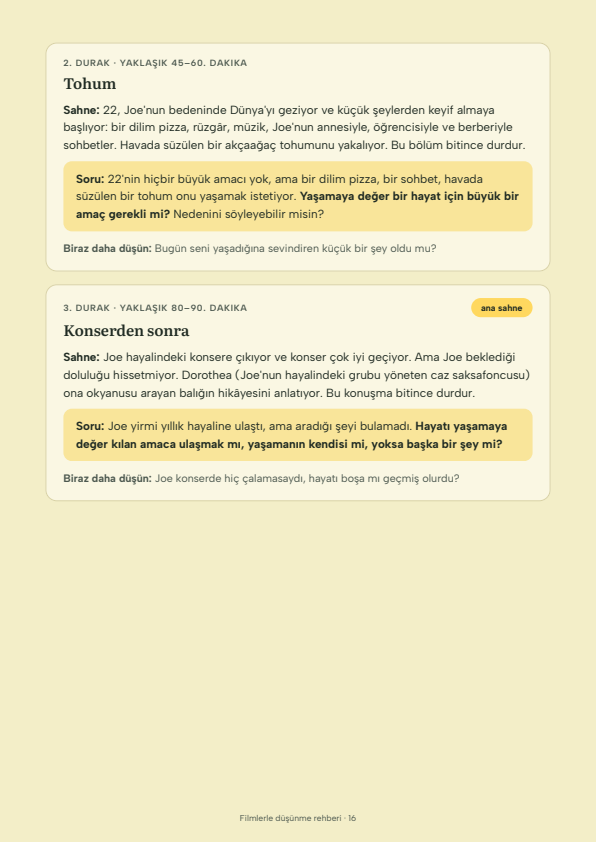 2. DURAK · YAKLAŞIK 45–60. DAKIKA
Tohum
Sahne: 22, Joe'nun bedeninde Dünya'yı geziyor ve küçük şeylerden keyif almaya
başlıyor: bir dilim pizza, rüzgâr, müzik, Joe'nun annesiyle, öğrencisiyle ve berberiyle
sohbetler. Havada süzülen bir akçaağaç tohumunu yakalıyor. Bu bölüm bitince durdur.
Soru: 22'nin hiçbir büyük amacı yok, ama bir dilim pizza, bir sohbet, havada
süzülen bir tohum onu yaşamak istetiyor. Yaşamaya değer bir hayat için büyük bir
amaç gerekli mi? Nedenini söyleyebilir misin?
Biraz daha düşün: Bugün seni yaşadığına sevindiren küçük bir şey oldu mu?
3. DURAK · YAKLAŞIK 80–90. DAKIKA
ana sahne
Konserden sonra
Sahne: Joe hayalindeki konsere çıkıyor ve konser çok iyi geçiyor. Ama Joe beklediği
doluluğu hissetmiyor. Dorothea (Joe'nun hayalindeki grubu yöneten caz saksafoncusu)
ona okyanusu arayan balığın hikâyesini anlatıyor. Bu konuşma bitince durdur.
Soru: Joe yirmi yıllık hayaline ulaştı, ama aradığı şeyi bulamadı. Hayatı yaşamaya
değer kılan amaca ulaşmak mı, yaşamanın kendisi mi, yoksa başka bir şey mi?
Biraz daha düşün: Joe konserde hiç çalamasaydı, hayatı boşa mı geçmiş olurdu?
Filmlerle düşünme rehberi · 16